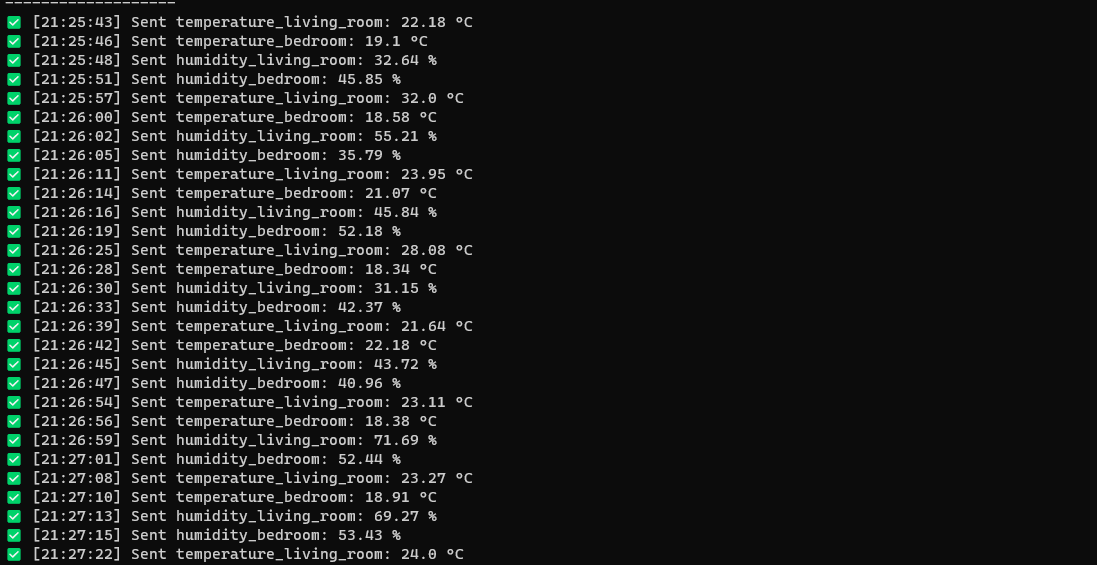 -------------------
✅ [21:25:43] Sent temperature_living_room: 22.18 °C
✅ [21:25:46] Sent temperature_bedroom: 19.1 °C
✅ [21:25:48] Sent humidity_living_room: 32.64 %
✅ [21:25:51] Sent humidity_bedroom: 45.85 %
✅ [21:25:57] Sent temperature_living_room: 32.0 °C
✅ [21:26:00] Sent temperature_bedroom: 18.58 °C
✅ [21:26:02] Sent humidity_living_room: 55.21 %
✅ [21:26:05] Sent humidity_bedroom: 35.79 %
✅ [21:26:11] Sent temperature_living_room: 23.95 °C
✅ [21:26:14] Sent temperature_bedroom: 21.07 °C
✅ [21:26:16] Sent humidity_living_room: 45.84 %
✅ [21:26:19] Sent humidity_bedroom: 52.18 %
✅ [21:26:25] Sent temperature_living_room: 28.08 °C
✅ [21:26:28] Sent temperature_bedroom: 18.34 °C
✅ [21:26:30] Sent humidity_living_room: 31.15 %
✅ [21:26:33] Sent humidity_bedroom: 42.37 %
✅ [21:26:39] Sent temperature_living_room: 21.64 °C
✅ [21:26:42] Sent temperature_bedroom: 22.18 °C
✅ [21:26:45] Sent humidity_living_room: 43.72 %
✅ [21:26:47] Sent humidity_bedroom: 40.96 %
✅ [21:26:54] Sent temperature_living_room: 23.11 °C
✅ [21:26:56] Sent temperature_bedroom: 18.38 °C
✅ [21:26:59] Sent humidity_living_room: 71.69 %
✅ [21:27:01] Sent humidity_bedroom: 52.44 %
✅ [21:27:08] Sent temperature_living_room: 23.27 °C
✅ [21:27:10] Sent temperature_bedroom: 18.91 °C
✅ [21:27:13] Sent humidity_living_room: 69.27 %
✅ [21:27:15] Sent humidity_bedroom: 53.43 %
✅ [21:27:22] Sent temperature_living_room: 24.0 °C